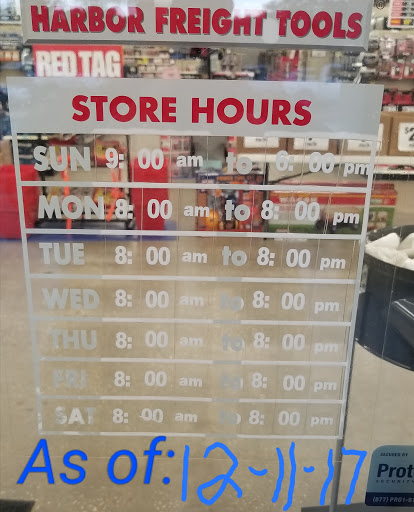 HARBOR FREIGHT TOOLS
RED TAG
STORE HOURS
SUN 9:00 am to 6:00 pm
MON 8:00 am to 8:00 pm
TUE 8:00 am to 8:00 pm
WED 8:00 am to 8:00 pm
THU 8:00 am to 8:00 pm
FRI 8:00 am to 8:00 pm
SAT 8:00 am to 8:00 pm
As of: 12-11-17
Prot